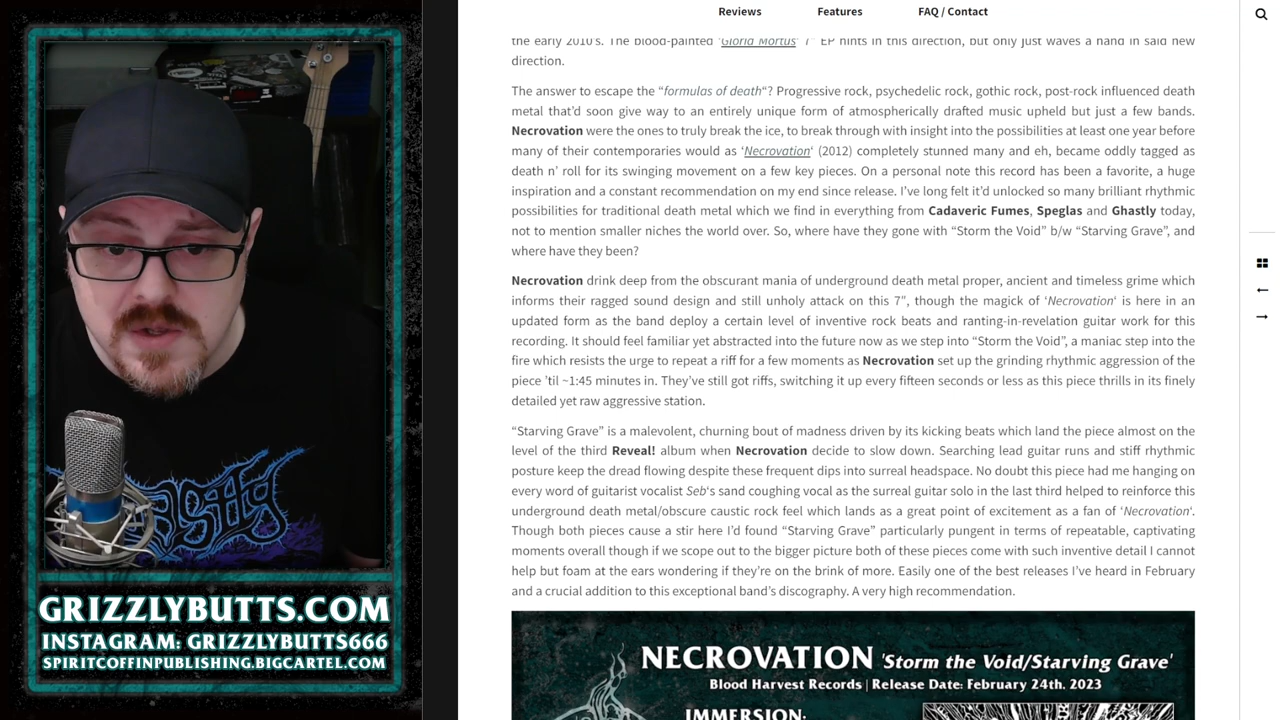 Reviews Features FAQ / Contact
the early 2010's. The blood-painted 'Gloria Mortus' 7" EP hints in this direction, but only just waves a hand in said new
direction.
The answer to escape the “formulas of death“? Progressive rock, psychedelic rock, gothic rock, post-rock influenced death
metal that’d soon give way to an entirely unique form of atmospherically drafted music upheld but just a few bands.
Necrovation were the ones to truly break the ice, to break through with insight into the possibilities at least one year before
many of their contemporaries would as ‘Necrovation‘ (2012) completely stunned many and eh, became oddly tagged as
death n’ roll for its swinging movement on a few key pieces. On a personal note this record has been a favorite, a huge
inspiration and a constant recommendation on my end since release. I’ve long felt it’d unlocked so many brilliant rhythmic
possibilities for traditional death metal which we find in everything from Cadaveric Fumes, Speglas and Ghastly today,
not to mention smaller niches the world over. So, where have they gone with “Storm the Void” b/w “Starving Grave”, and
where have they been?
Necrovation drink deep from the obscurant mania of underground death metal proper, ancient and timeless grime which
informs their ragged sound design and still unholy attack on this 7″, though the magick of ‘Necrovation‘ is here in an
updated form as the band deploy a certain level of inventive rock beats and ranting-in-revelation guitar work for this
recording. It should feel familiar yet abstracted into the future now as we step into “Storm the Void”, a maniac step into the
fire which resists the urge to repeat a riff for a few moments as Necrovation set up the grinding rhythmic aggression of the
piece ’til ~1:45 minutes in. They’ve still got riffs, switching it up every fifteen seconds or less as this piece thrills in its finely
detailed yet raw aggressive station.
“Starving Grave” is a malevolent, churning bout of madness driven by its kicking beats which land the piece almost on the
level of the third Reveal! album when Necrovation decide to slow down. Searching lead guitar runs and stiff rhythmic
posture keep the dread flowing despite these frequent dips into surreal headspace. No doubt this piece had me hanging on
every word of guitarist vocalist Seb‘s sand coughing vocal as the surreal guitar solo in the last third helped to reinforce this
underground death metal/obscure caustic rock feel which lands as a great point of excitement as a fan of ‘Necrovation‘.
Though both pieces cause a stir here I’d found “Starving Grave” particularly pungent in terms of repeatable, captivating
moments overall though if we scope out to the bigger picture both of these pieces come with such inventive detail I cannot
help but foam at the ears wondering if they’re on the brink of more. Easily one of the best releases I’ve heard in February
and a crucial addition to this exceptional band’s discography. A very high recommendation.
NECROVATION 'Storm the Void/Starving Grave'
Blood Harvest Records | Release Date: February 24th, 2023
IMMERSION:
GRIZZLYBUTTS.COM
INSTAGRAM: GRIZZLYBUTTS666
SPIRITCOFFINPUBLISHING.BIGCARTEL.COM